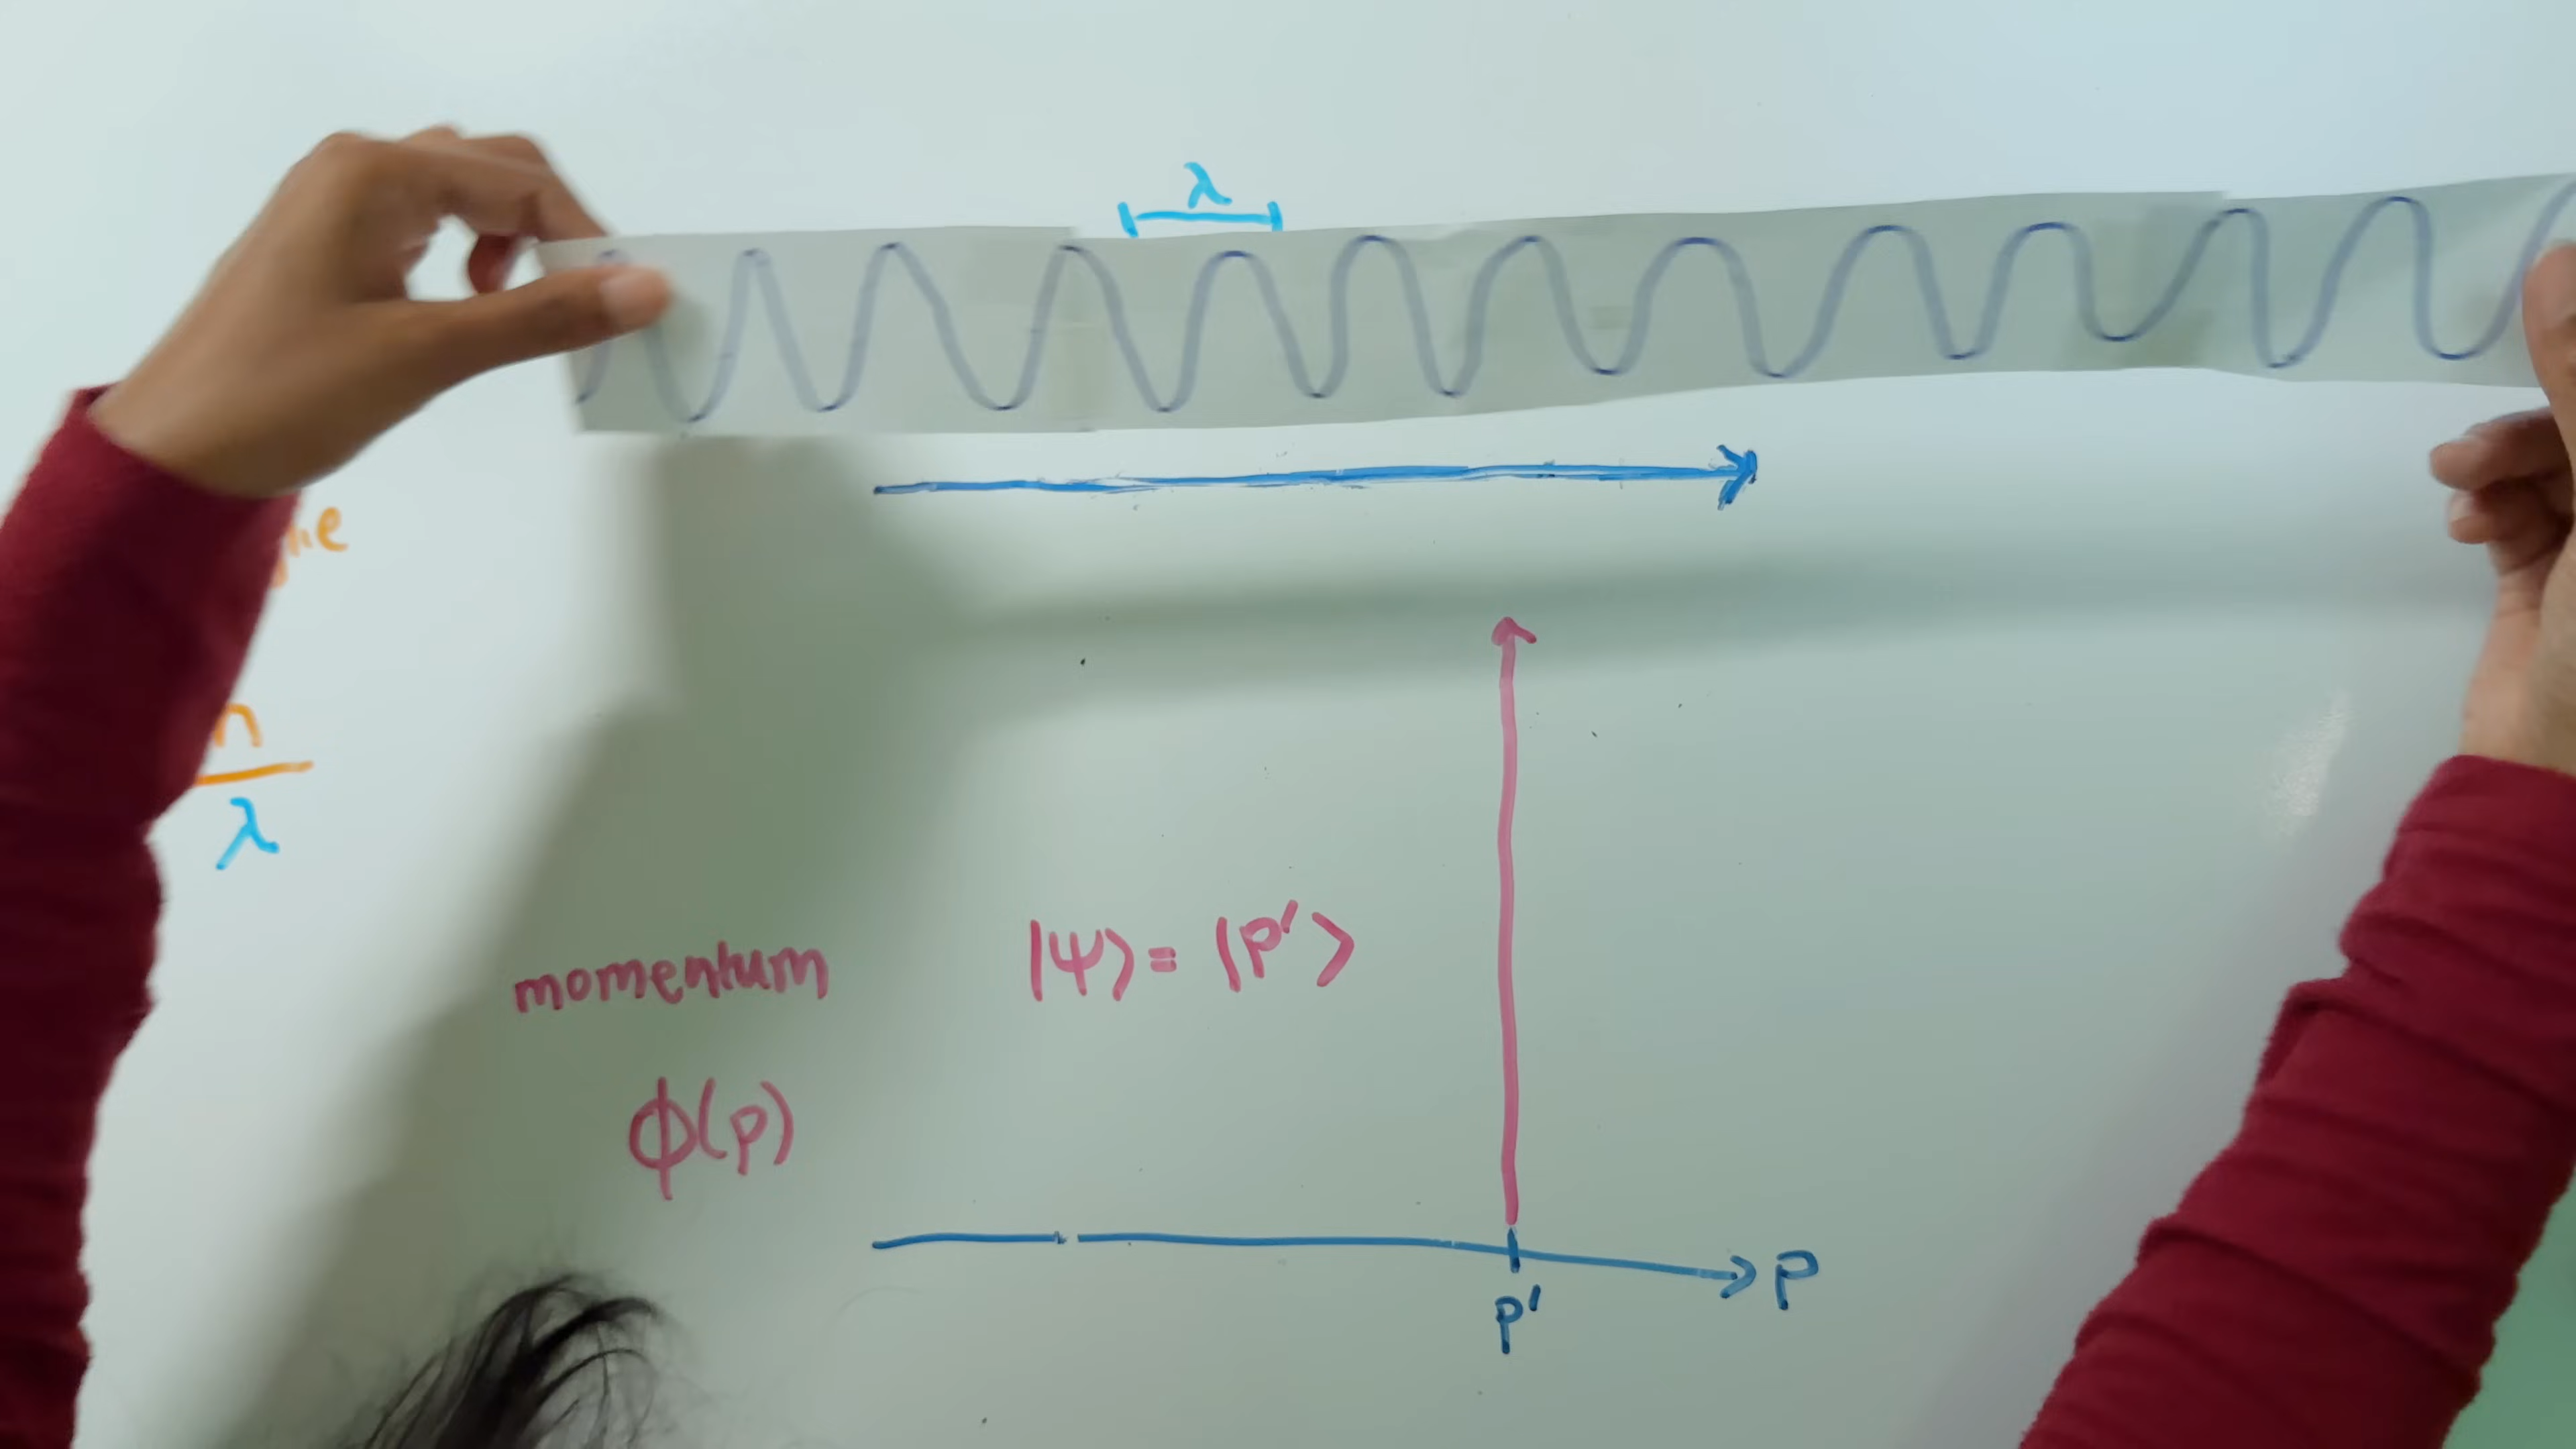 λ
λ
momentum
|Ψ⟩ = |P'⟩
ϕ(p)
P
P'